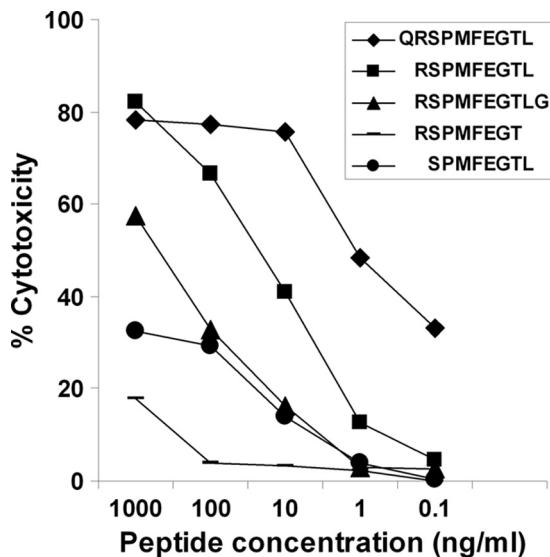 100
80
60
40
20
0
% Cytotoxicity
QRSPMFEGTL
RSPMFEGTL
RSPMFEGTLG
RSPMFEGT
SPMFEGTL
1000 100 10 1 0.1
Peptide concentration (ng/ml)